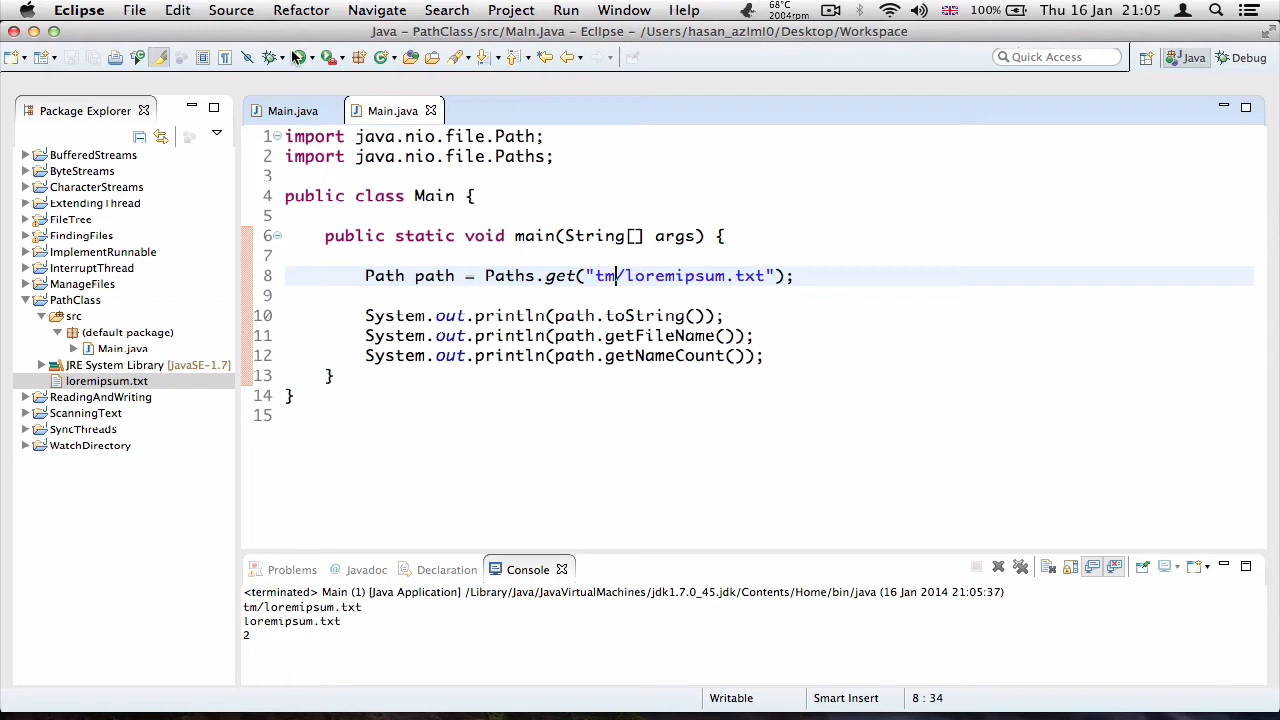 Eclipse File Edit Source Refactor Navigate Search Project Run Window Help 68°C 2004rpm 100% Thu 16 Jan 21:05
Java - PathClass/src/Main.Java - Eclipse - /Users/hasan_azimi0/Desktop/Workspace
Quick Access Java Debug
Package Explorer
BufferedStreams
ByteStreams
CharacterStreams
ExtendingThread
FileTree
FindingFiles
ImplementRunnable
InterruptThread
ManageFiles
PathClass
src
(default package)
Main.java
JRE System Library [JavaSE-1.7]
loremipsum.txt
ReadingAndWriting
ScanningText
SyncThreads
WatchDirectory
Main.java Main.java
1 import java.nio.file.Path;
2 import java.nio.file.Paths;
3
4 public class Main {
5
6 public static void main(String[] args) {
7
8 Path path = Paths.get("tm/loremipsum.txt");
9
10 System.out.println(path.toString());
11 System.out.println(path.getFileName());
12 System.out.println(path.getNameCount());
13 }
14 }
15
Problems @ Javadoc Declaration Console
<terminated> Main (1) [Java Application] /Library/Java/JavaVirtualMachines/jdk1.7.0_45.jdk/Contents/Home/bin/java (16 Jan 2014 21:05:37)
tm/loremipsum.txt
loremipsum.txt
2
Writable Smart Insert 8 : 34